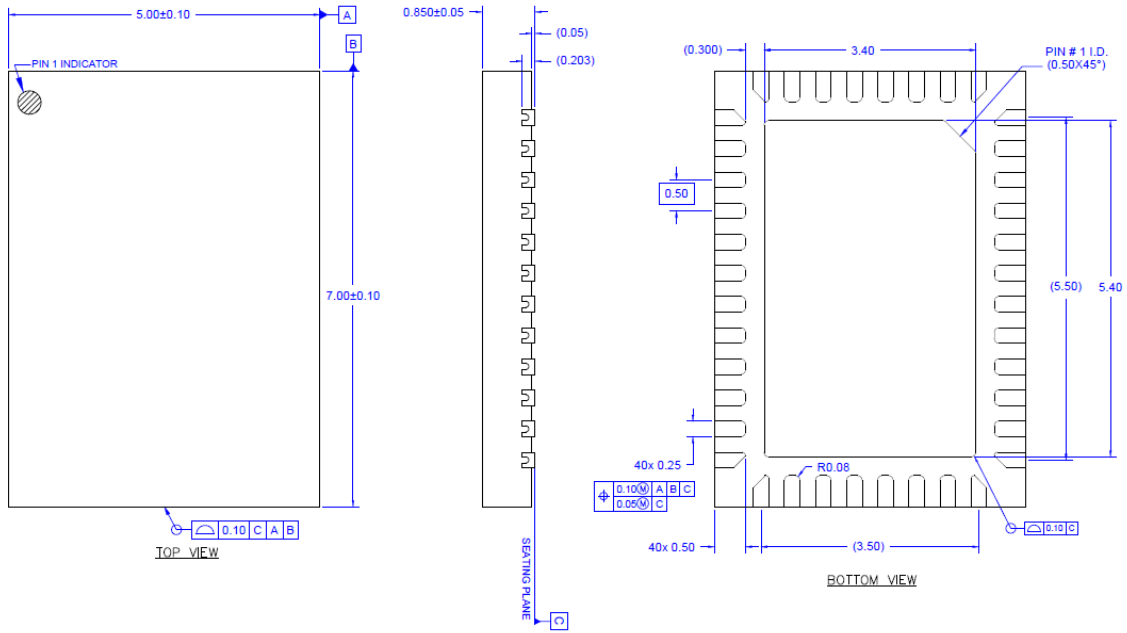 5.00±0.10
A
B
PIN 1 INDICATOR
7.00±0.10
0.10 C A B
TOP VIEW
0.850±0.05
(0.05)
(0.203)
SEATING PLANE
C
(0.300)
3.40
PIN # 1 I.D.
(0.50X45°)
0.50
(5.50)
5.40
40x 0.25
0.10Ⓜ A B C
0.05Ⓜ C
R0.08
40x 0.50
(3.50)
0.10 C
BOTTOM VIEW